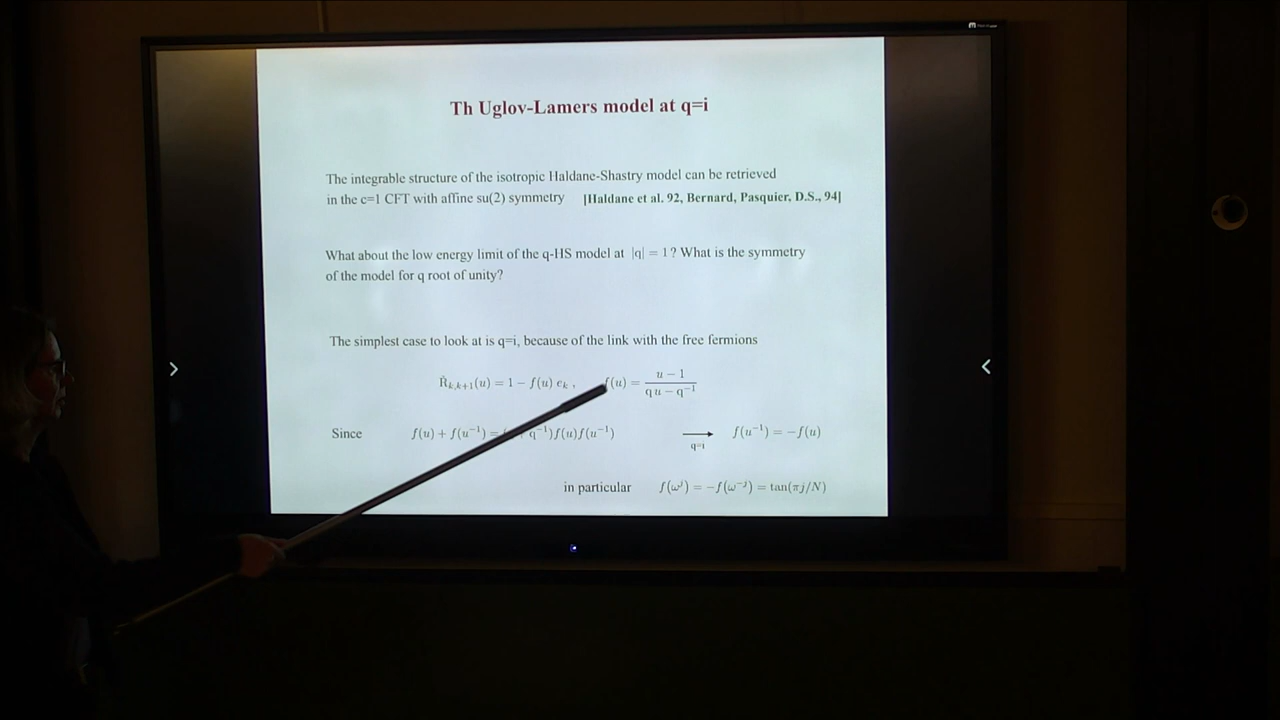 Th Uglov-Lamers model at q=i
The integrable structure of the isotropic Haldane-Shastry model can be retrieved
in the c=1 CFT with affine su(2) symmetry [Haldane et al. 92, Bernard, Pasquier, D.S., 94]
What about the low energy limit of the q-HS model at |q| = 1? What is the symmetry
of the model for q root of unity?
The simplest case to look at is q=i, because of the link with the free fermions
Ř_{k,k+1}(u) = 1 − f(u) e_k , f(u) = (u − 1)/(q u − q^{−1})
Since f(u) + f(u^{−1}) = q^{−1})f(u)f(u^{−1}) ⟶ q=i f(u^{−1}) = −f(u)
in particular f(ω^j) = −f(ω^{−j}) = tan(πj/N)